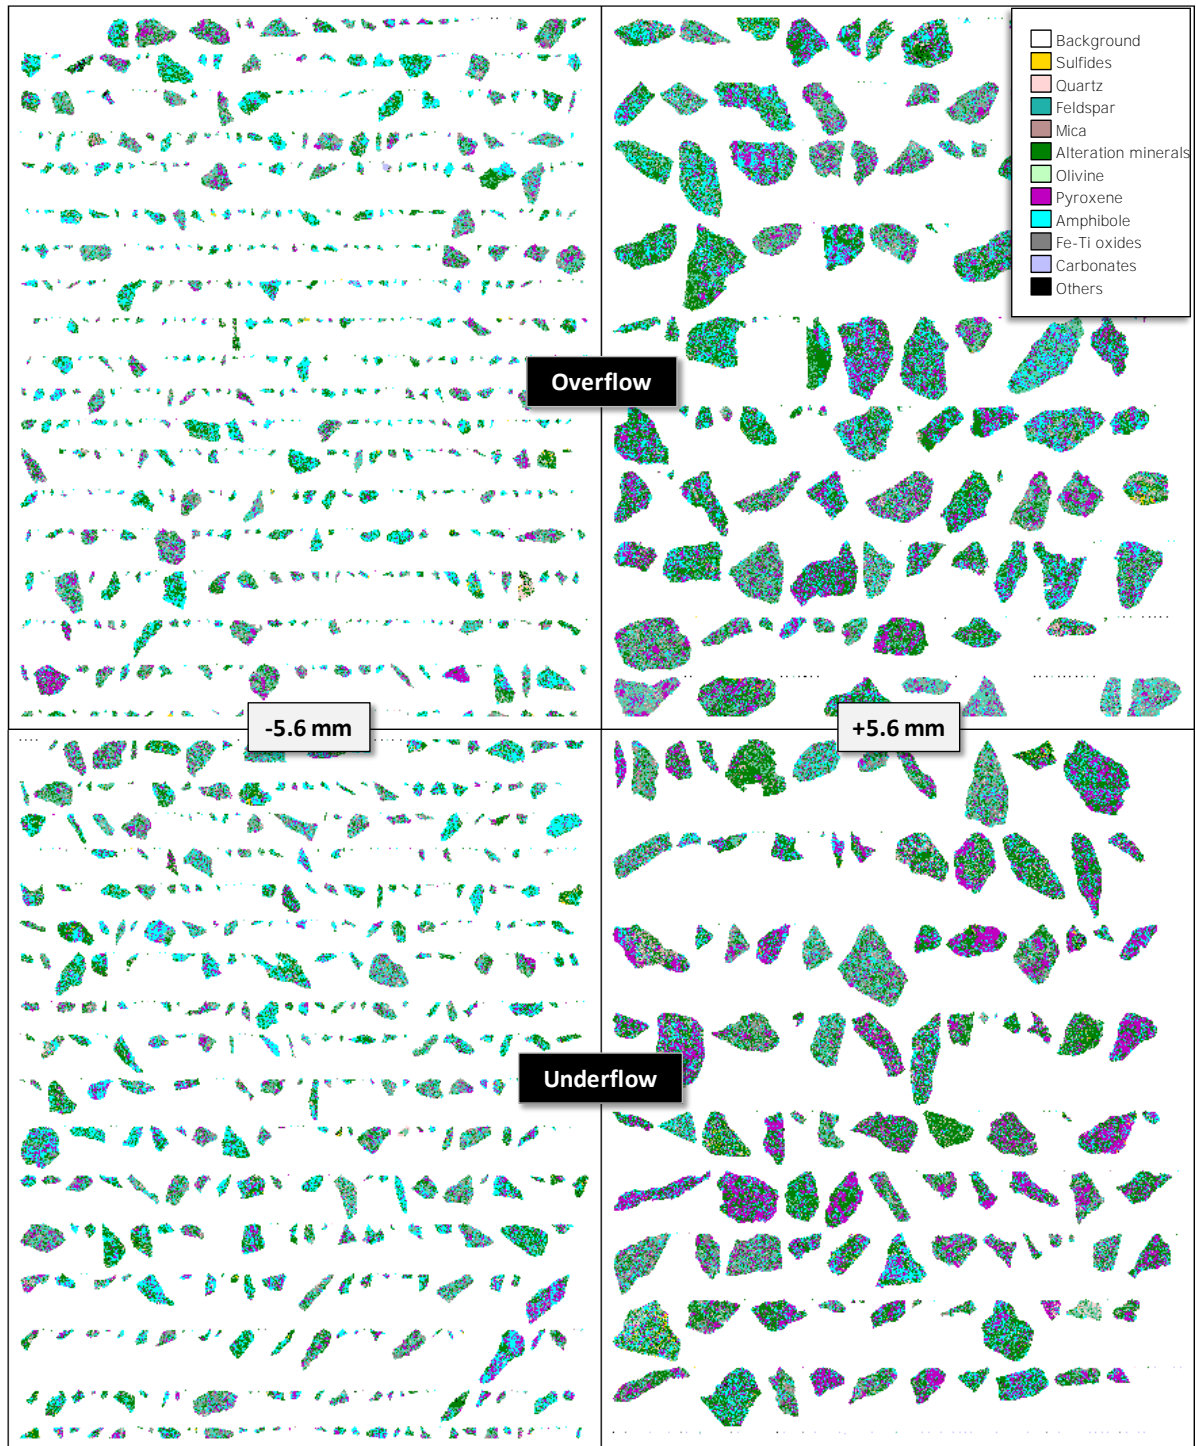 Background
Sulfides
Quartz
Feldspar
Mica
Alteration minerals
Olivine
Pyroxene
Amphibole
Fe-Ti oxides
Carbonates
Others
Overflow
-5.6 mm
+5.6 mm
Underflow